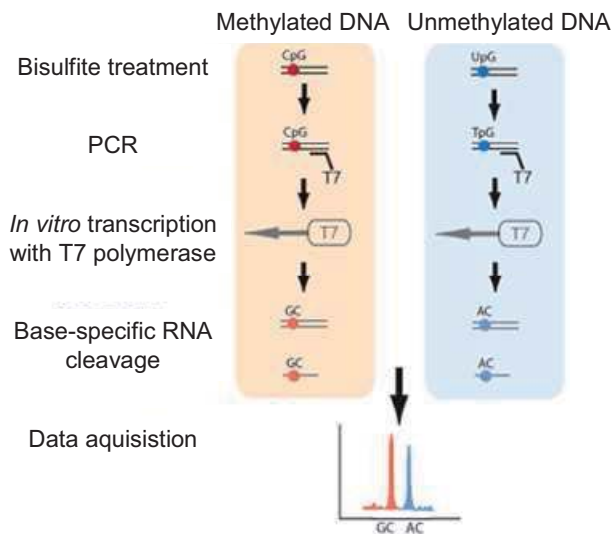 Methylated DNA Unmethylated DNA
Bisulfite treatment
CpG UpG
PCR
CpG TpG
T7 T7
In vitro transcription
with T7 polymerase
T7 T7
GC AC
Base-specific RNA
cleavage
GC AC
Data aquisistion
GC AC